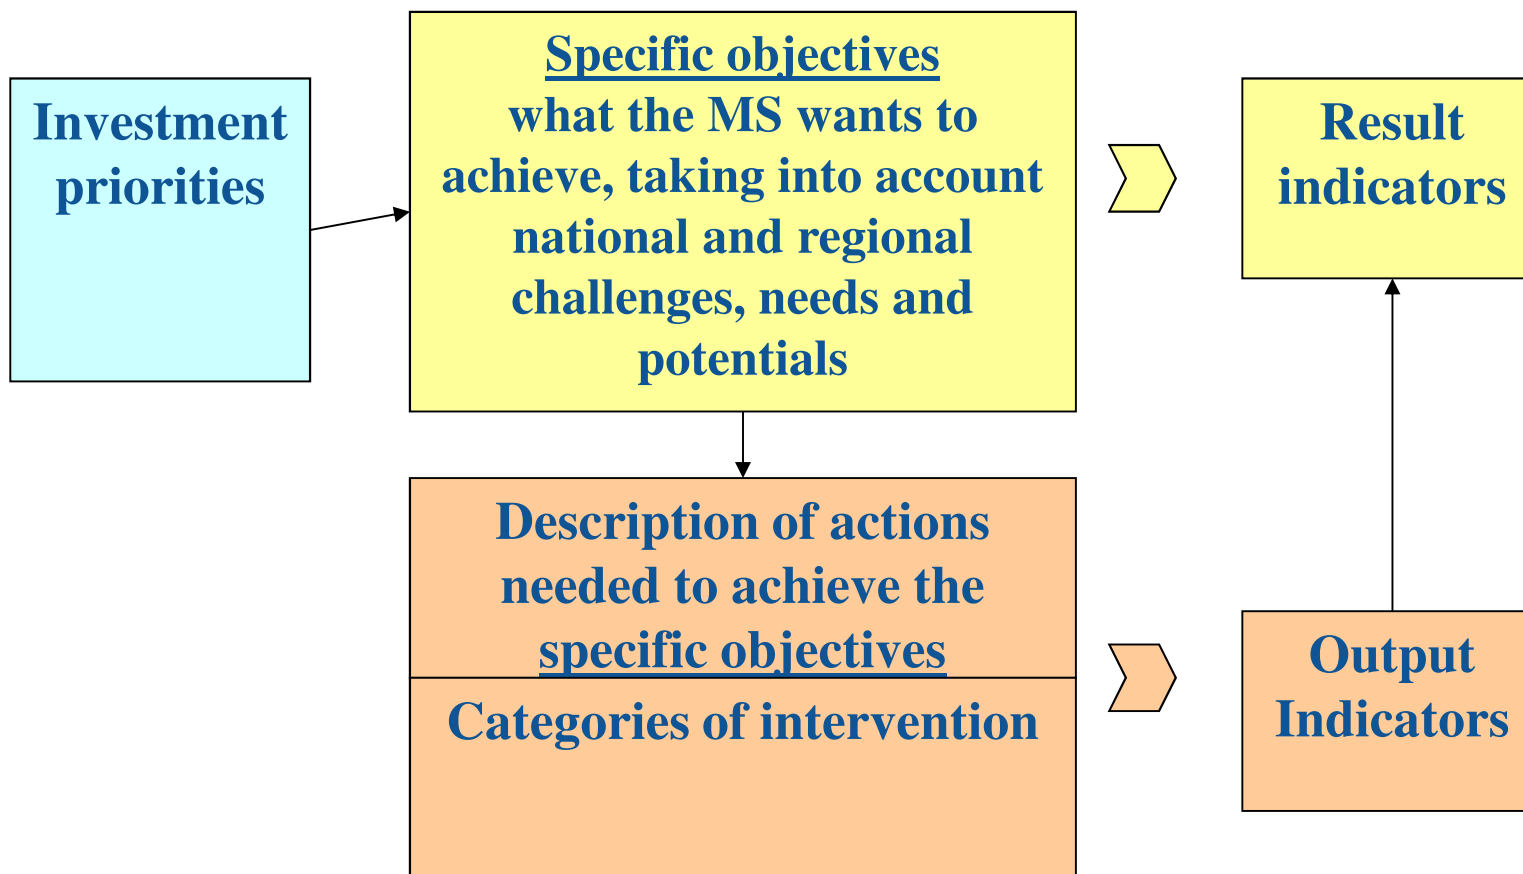 Investment
priorities
Specific objectives
what the MS wants to
achieve, taking into account
national and regional
challenges, needs and
potentials
Result
indicators
Description of actions
needed to achieve the
specific objectives
Categories of intervention
Output
Indicators